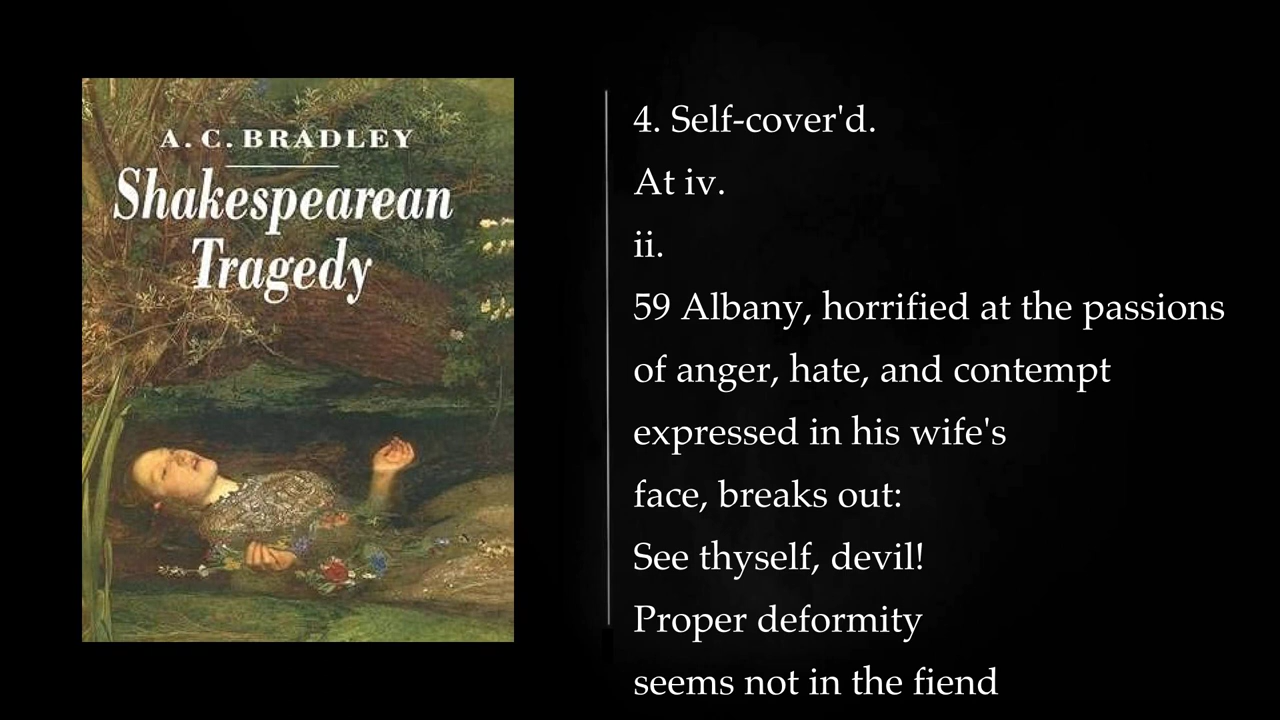 A. C. BRADLEY
Shakespearean
Tragedy
4. Self-cover'd.
At iv.
ii.
59 Albany, horrified at the passions
of anger, hate, and contempt
expressed in his wife's
face, breaks out:
See thyself, devil!
Proper deformity
seems not in the fiend